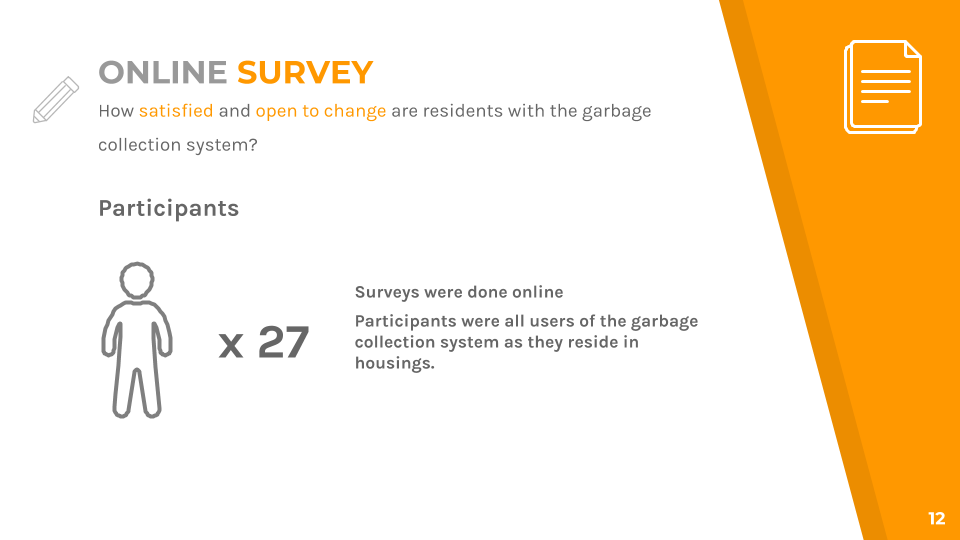 ONLINE SURVEY
How satisfied and open to change are residents with the garbage
collection system?
Participants
x 27
Surveys were done online
Participants were all users of the garbage
collection system as they reside in
housings.
12